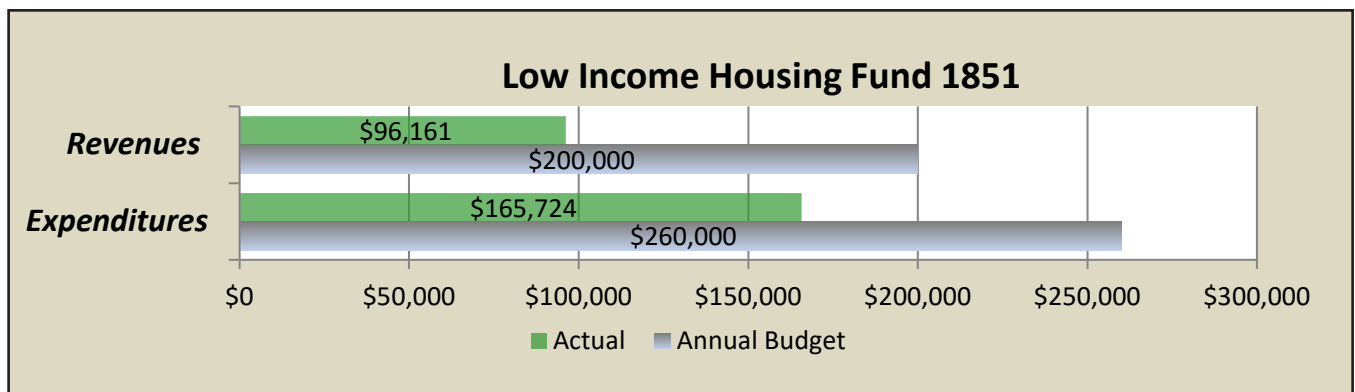 Low Income Housing Fund 1851
Revenues
$96,161
$200,000
Expenditures
$165,724
$260,000
$0 $50,000 $100,000 $150,000 $200,000 $250,000 $300,000
Actual Annual Budget